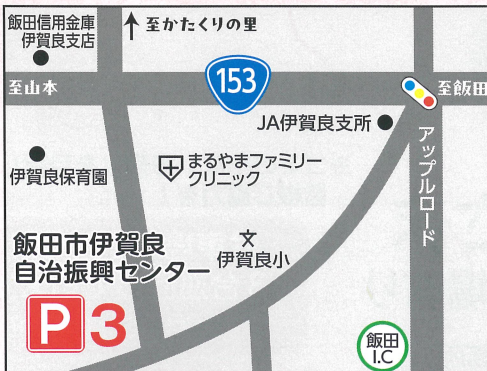 飯田信用金庫
伊賀良支店
至かたくりの里
153
至山本
至飯田
JA伊賀良支所
アップルロード
伊賀良保育園
まるやまファミリー
クリニック
飯田市伊賀良
自治振興センター
伊賀良小
P3
飯田
I.C